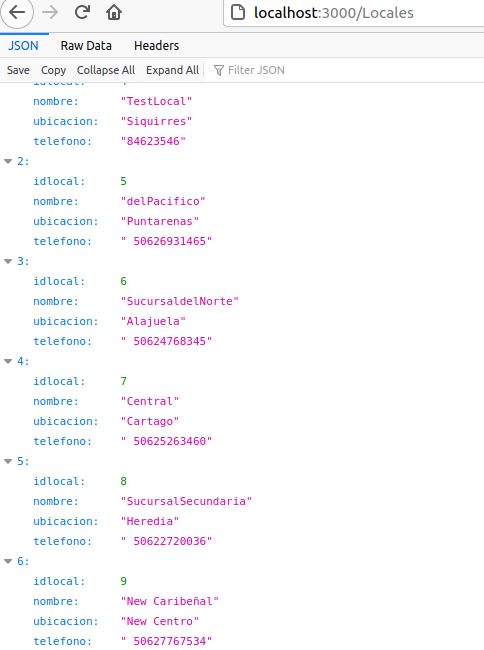 localhost:3000/Locales
JSON Raw Data Headers
Save Copy Collapse All Expand All Filter JSON
nombre: "TestLocal"
ubicacion: "Siquirres"
telefono: "84623546"
2:
idlocal: 5
nombre: "delPacifico"
ubicacion: "Puntarenas"
telefono: " 50626931465"
3:
idlocal: 6
nombre: "SucursaldelNorte"
ubicacion: "Alajuela"
telefono: " 50624768345"
4:
idlocal: 7
nombre: "Central"
ubicacion: "Cartago"
telefono: " 50625263460"
5:
idlocal: 8
nombre: "SucursalSecundaria"
ubicacion: "Heredia"
telefono: " 50622720036"
6:
idlocal: 9
nombre: "New Caribeñal"
ubicacion: "New Centro"
telefono: " 50627767534"